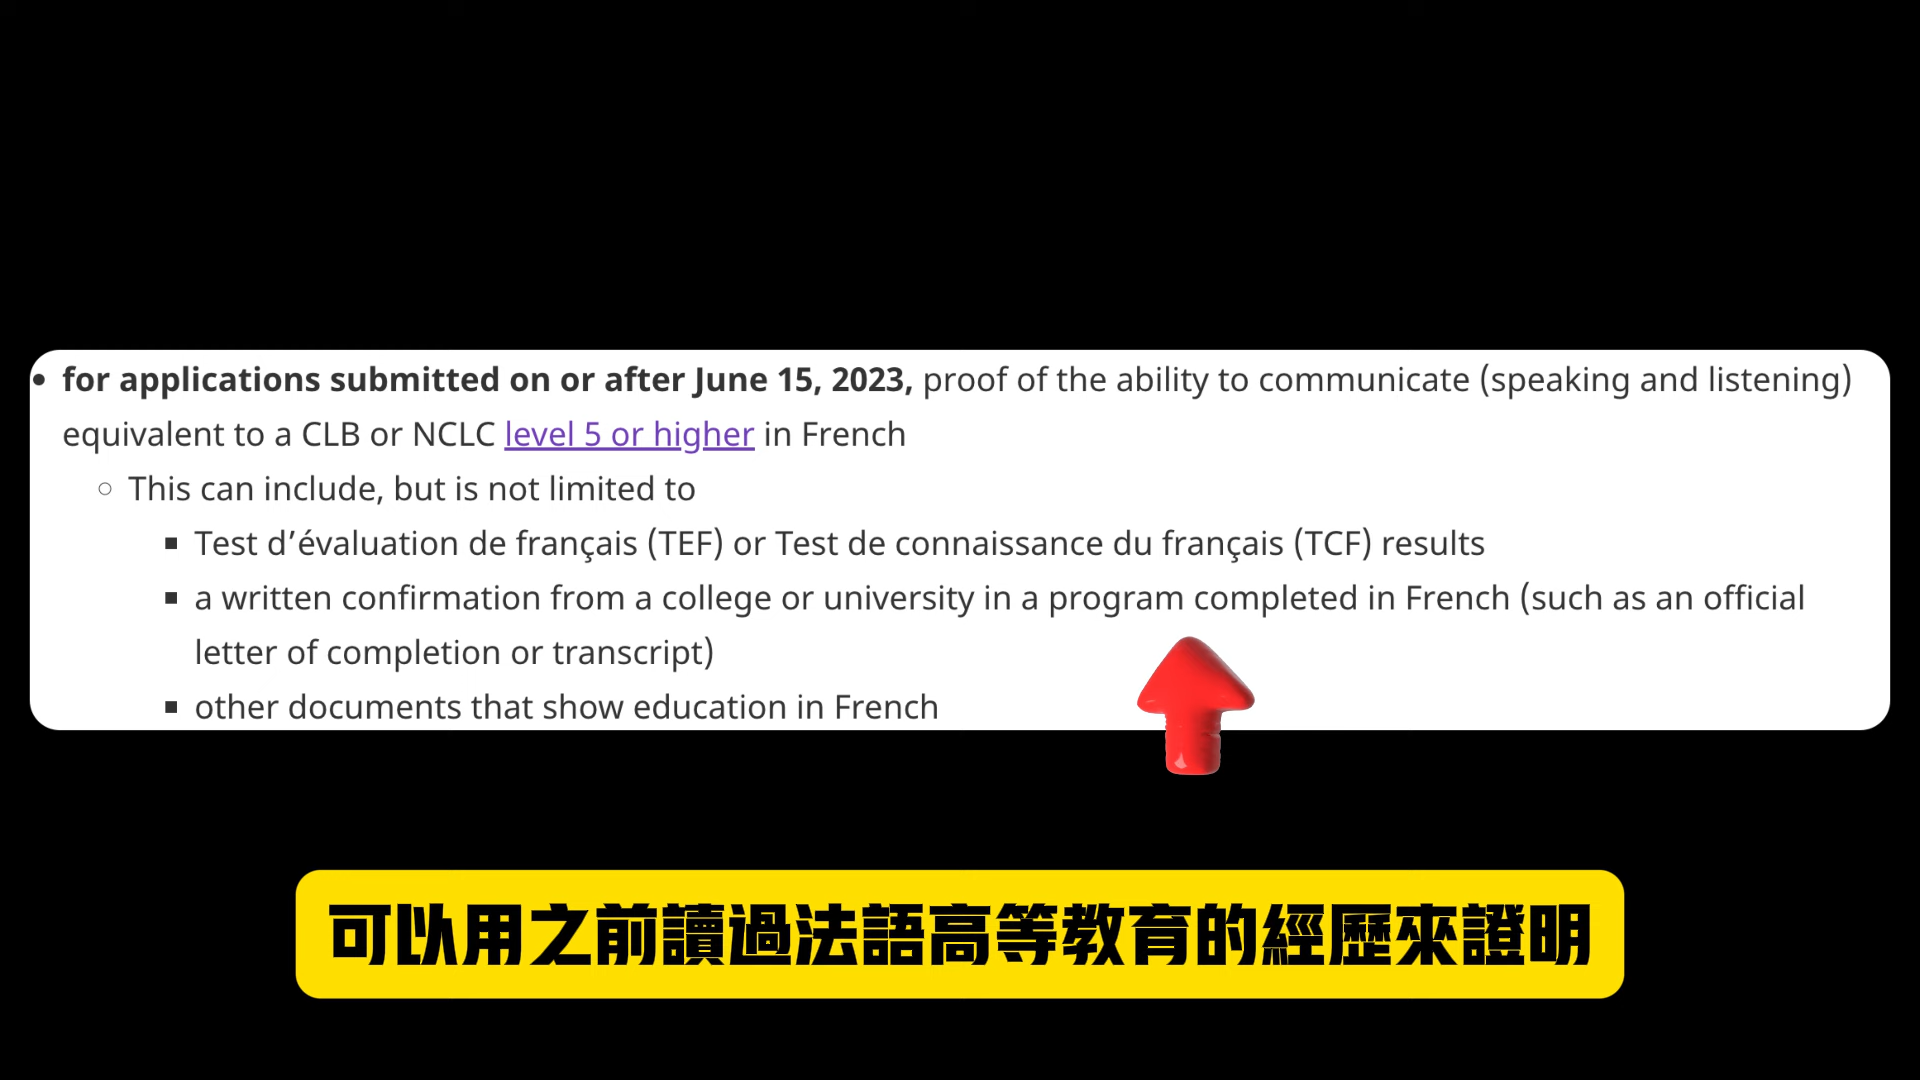 • for applications submitted on or after June 15, 2023, proof of the ability to communicate (speaking and listening)
equivalent to a CLB or NCLC level 5 or higher in French
○ This can include, but is not limited to
▪ Test d’évaluation de français (TEF) or Test de connaissance du français (TCF) results
▪ a written confirmation from a college or university in a program completed in French (such as an official
letter of completion or transcript)
▪ other documents that show education in French
可以用之前讀過法語高等教育的經歷來證明